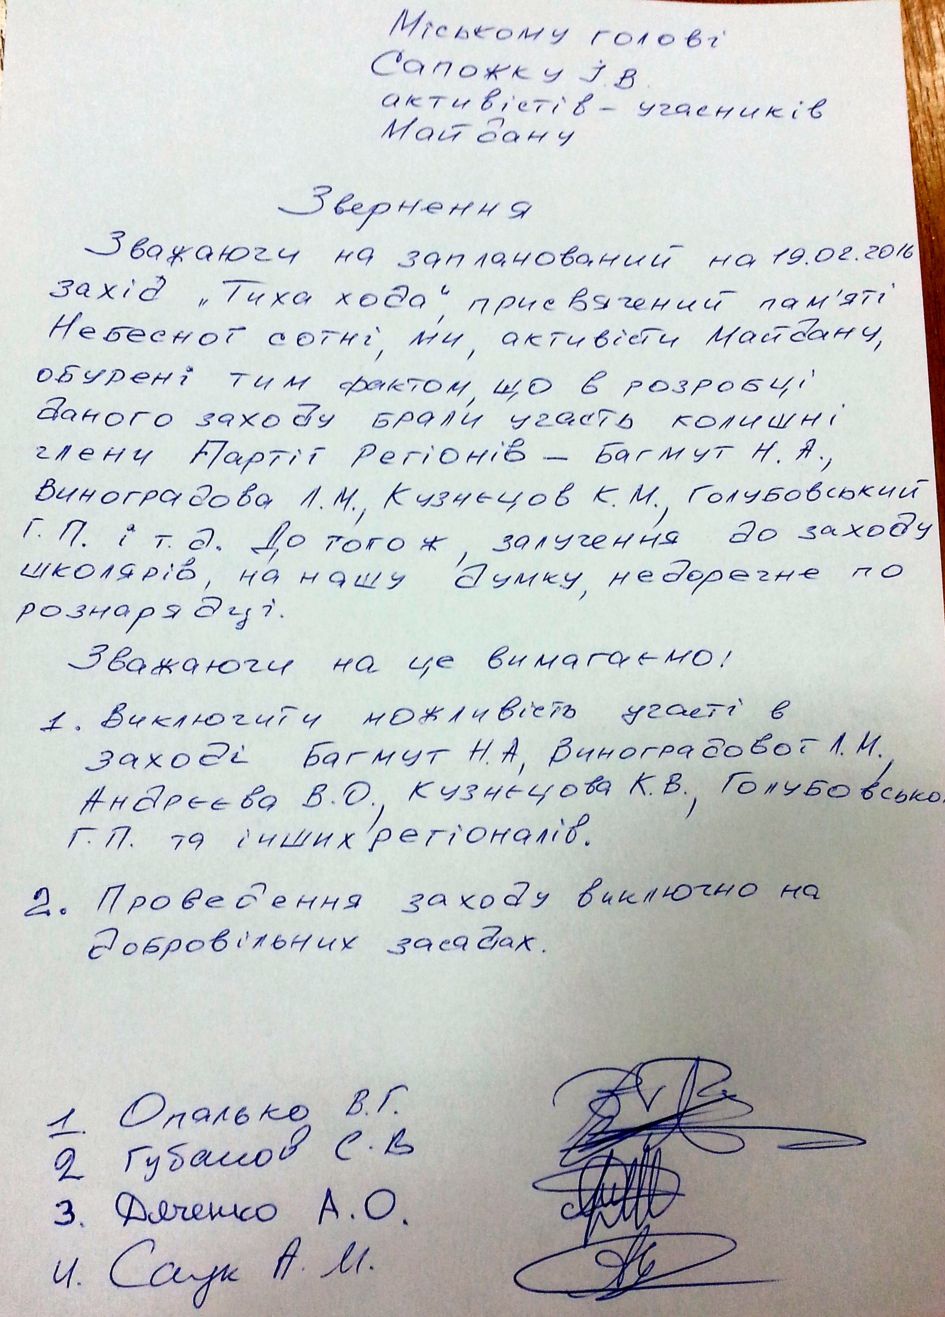 Міському голові
Сапожку І.В.
активістів – учасників
Майдану
Звернення
Зважаючи на запланований на 19.02.2016
захід „Тиха хода“, присвячений пам'яті
Небесної сотні, ми, активісти Майдану,
обурені тим фактом, що в розробці
даного заходу брали участь колишні
члени Партії Регіонів – Багмут Н.А.,
Виноградова Л.М., Кузнєцов К.М., Голубовський
Г.П. і т.д. До того ж, залучення до заходу
школярів, на нашу думку, недоречне по
рознарядці.
Зважаючи на це вимагаємо!
1. Виключити можливість участі в
заході Багмут Н.А, Виноградової Л.М.,
Андрєєва В.О., Кузнєцова К.В., Голубовсько
Г.П. та інших регіоналів.
2. Проведення заходу виключно на
добровільних засадах.
1. Опалько В.Г.
2 Губанов С.В
3. Дяченко А.О.
4. Саук А.М.